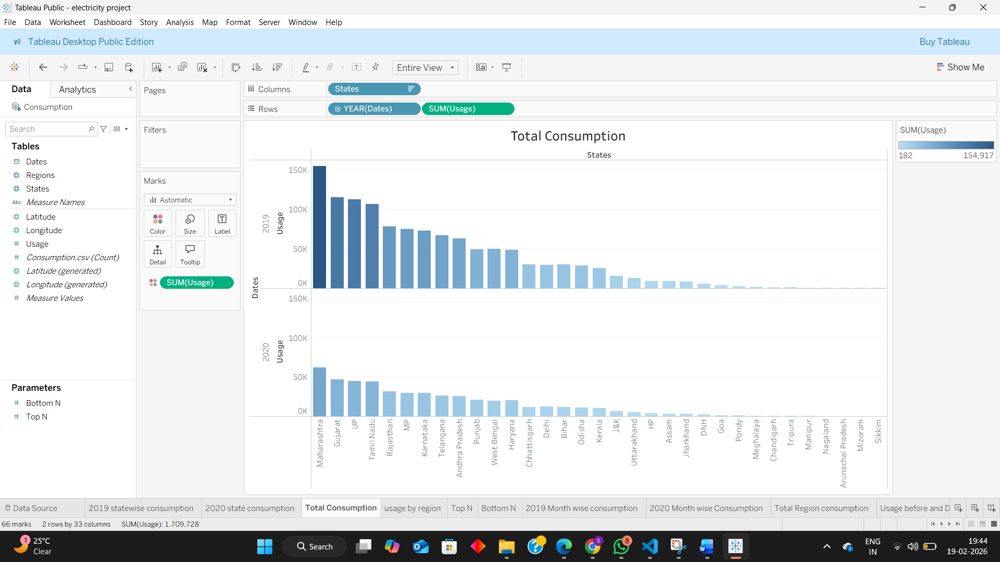 Tableau Public - electricity project
File Data Worksheet Dashboard Story Analysis Map Format Server Window Help
Tableau Desktop Public Edition
Buy Tableau
Entire View
Show Me
Data
Analytics
Consumption
Search
Tables
Dates
Regions
States
Abc Measure Names
Latitude
Longitude
Usage
Consumption.csv (Count)
Latitude (generated)
Longitude (generated)
Measure Values
Parameters
Bottom N
Top N
Pages
Filters
Marks
Automatic
Color Size Label
Detail Tooltip
SUM(Usage)
Columns States
Rows YEAR(Dates) SUM(Usage)
Total Consumption
States
Dates
2019
Usage
150K
100K
50K
0K
2020
Usage
150K
100K
50K
0K
Maharashtra
Gujarat
UP
Tamil Nadu
Rajasthan
MP
Karnataka
Telangana
Andhra Pradesh
Punjab
West Bengal
Haryana
Chhattisgarh
Delhi
Bihar
Odisha
Kerala
J&K
Uttarakhand
HP
Assam
Jharkhand
DNH
Goa
Pondy
Meghalaya
Chandigarh
Tripura
Manipur
Nagaland
Arunachal Pradesh
Mizoram
Sikkim
SUM(Usage)
182 154,917
Data Source 2019 statewise consumption 2020 state consumption Total Consumption usage by region Top N Bottom N 2019 Month wise consumption 2020 Month wise Consumption Total Region consumption Usage before and D
66 marks 2 rows by 33 columns SUM(Usage): 1,709,728
1
25°C
Clear
Search
S
8
ENG
IN
19:44
19-02-2026